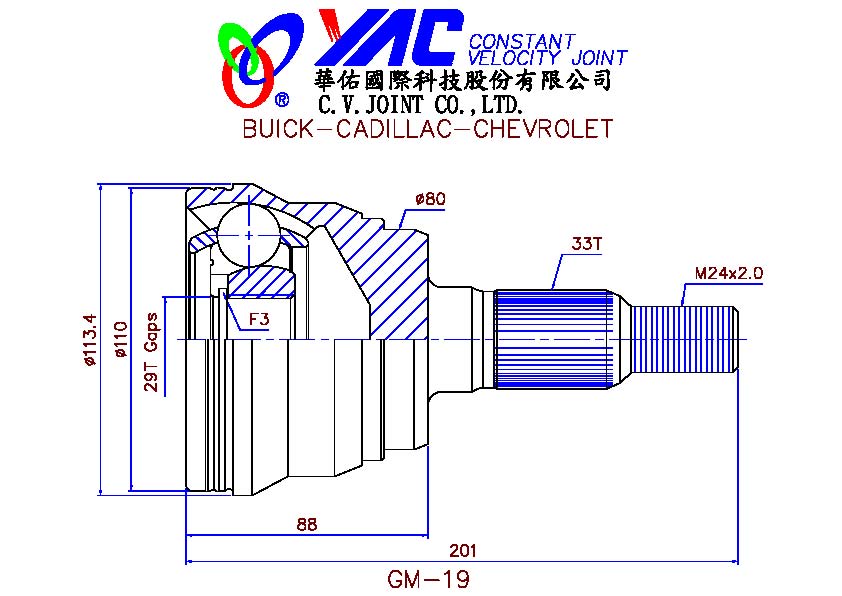 YAC CONSTANT
VELOCITY JOINT
®
華佑國際科技股份有限公司
C.V.JOINT CO.,LTD.
BUICK-CADILLAC-CHEVROLET
ø80
33T
M24x2.0
F3
ø113.4
ø110
29T Gaps
88
201
GM-19